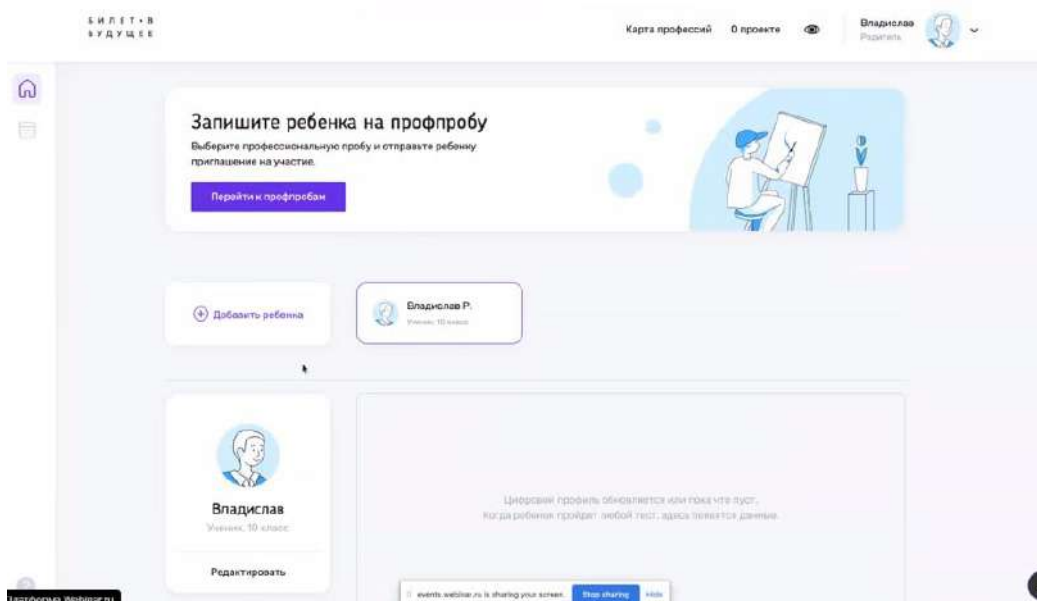 БИЛЕТ•В
БУДУЩЕЕ
Карта профессий
О проекте
Владислав
Родитель
Запишите ребенка на профпробу
Выберите профессиональную пробу и отправьте ребенку
приглашение на участие.
Перейти к профпробам
Добавить ребенка
Владислав Р.
Ученик, 10 класс
Владислав
Ученик, 10 класс
Цифровой профиль обновляется или пока что пуст.
Когда ребенок пройдет любой тест, здесь появятся данные.
Редактировать
events.webinar.ru is sharing your screen.
Stop sharing
Hide
Платформа Webinar.ru